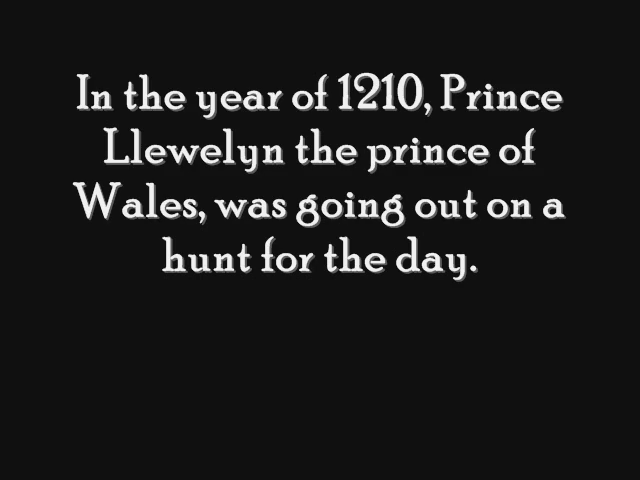 In the year of 1210, Prince
Llewelyn the prince of
Wales, was going out on a
hunt for the day.